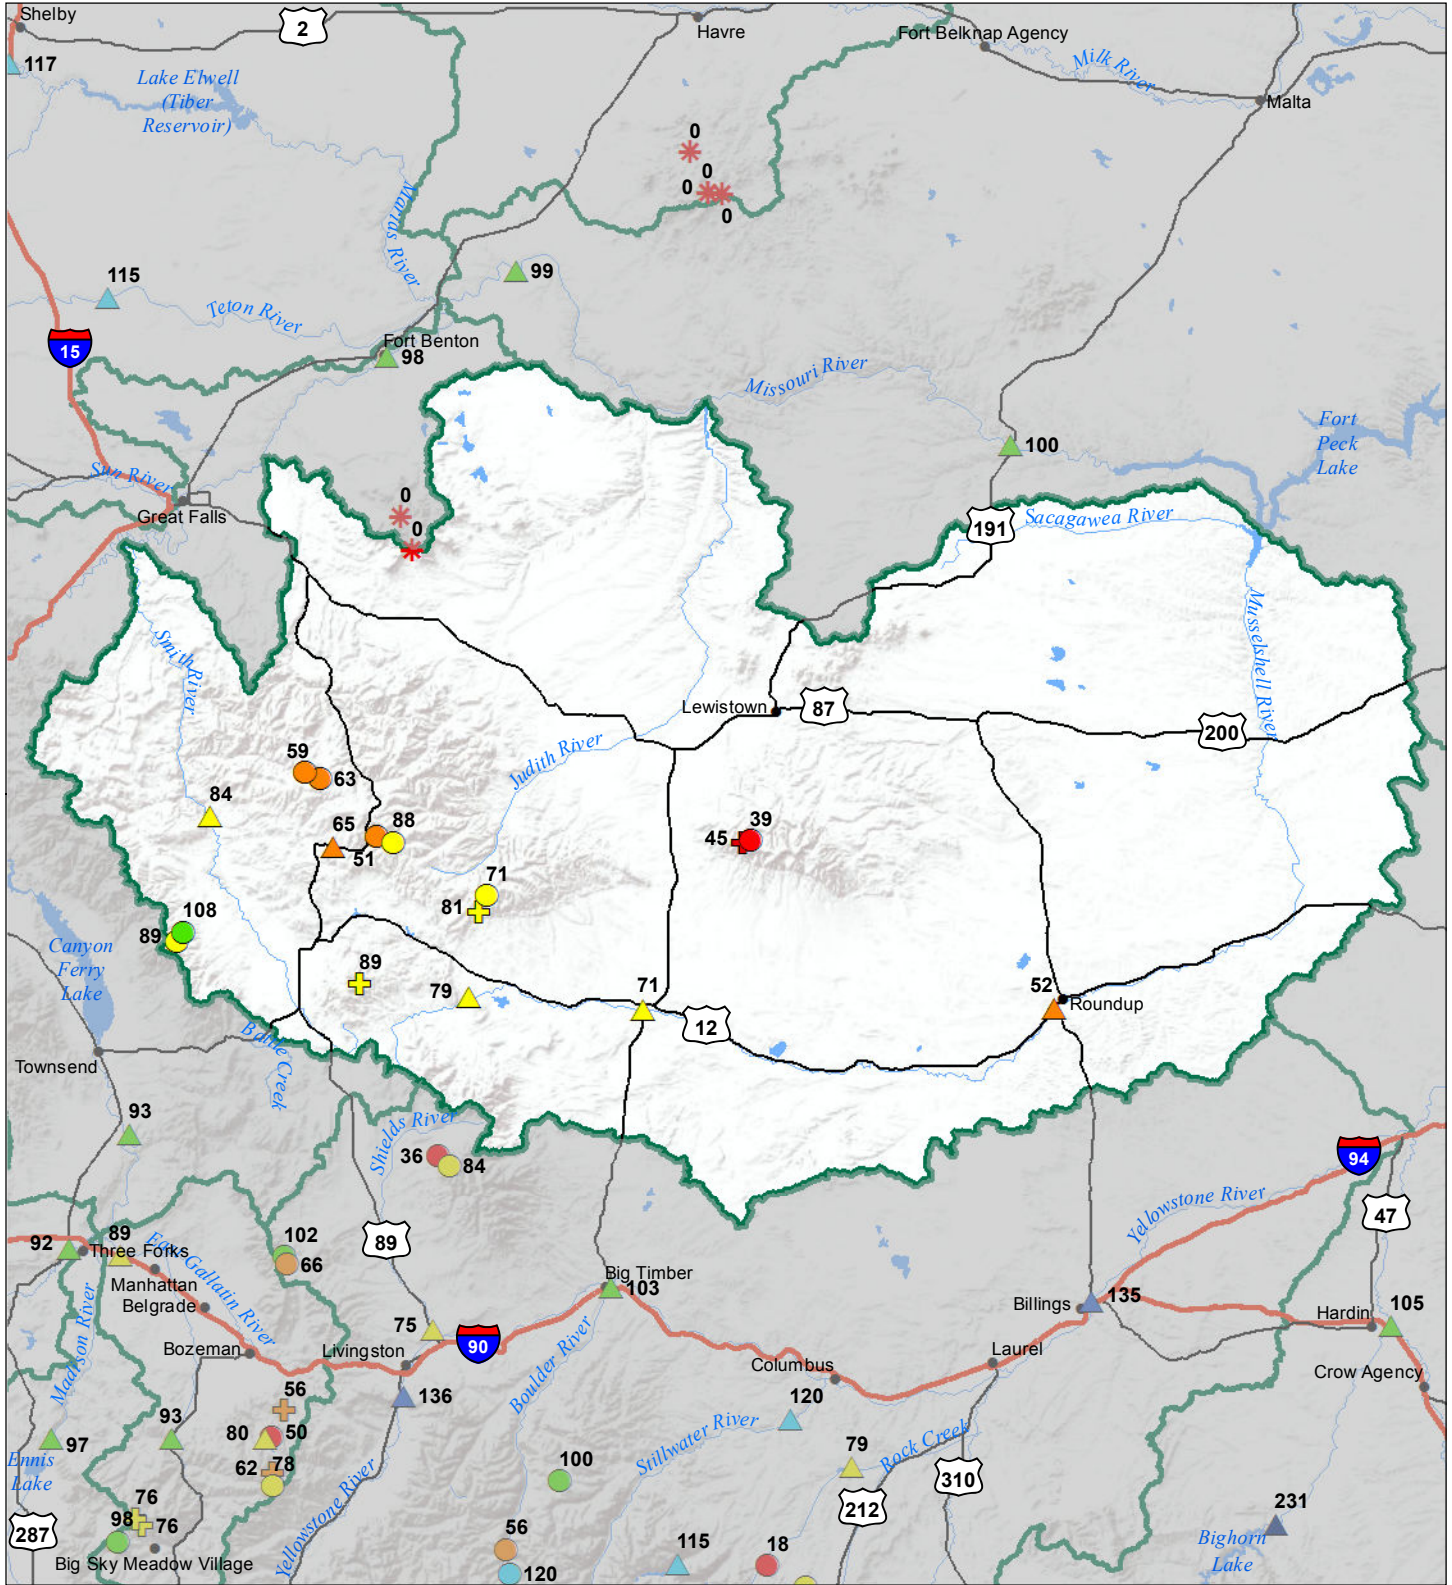 Shelby
2
Havre
Fort Belknap Agency
117
Lake Elwell
(Tiber
Reservoir)
Milk River
Malta
0
0
0
0
Marias River
115
99
Teton River
15
Fort Benton
98
Missouri River
Fort
Peck
Lake
100
Sun River
0
Great Falls
0
191
Sacagawea River
Smith River
Musselshell River
Lewistown
87
200
Judith River
59
63
84
65
88
51
39
45
71
81
108
89
Canyon
Ferry
Lake
89
79
71
52
Roundup
12
Battle Creek
Townsend
93
Shields River
36
84
94
Yellowstone River
47
89
92
Three Forks
89
East Gallatin River
102
66
Manhattan
Belgrade
Madison River
Big Timber
103
Billings
135
Hardin
105
75
90
Bozeman
Livingston
Boulder River
Columbus
Laurel
Crow Agency
56
136
120
93
80
50
97
Stillwater River
79
Rock Creek
Ennis
Lake
62
78
100
310
Yellowstone River
76
98
76
212
231
287
56
115
18
Bighorn
Lake
Big Sky Meadow Village
120